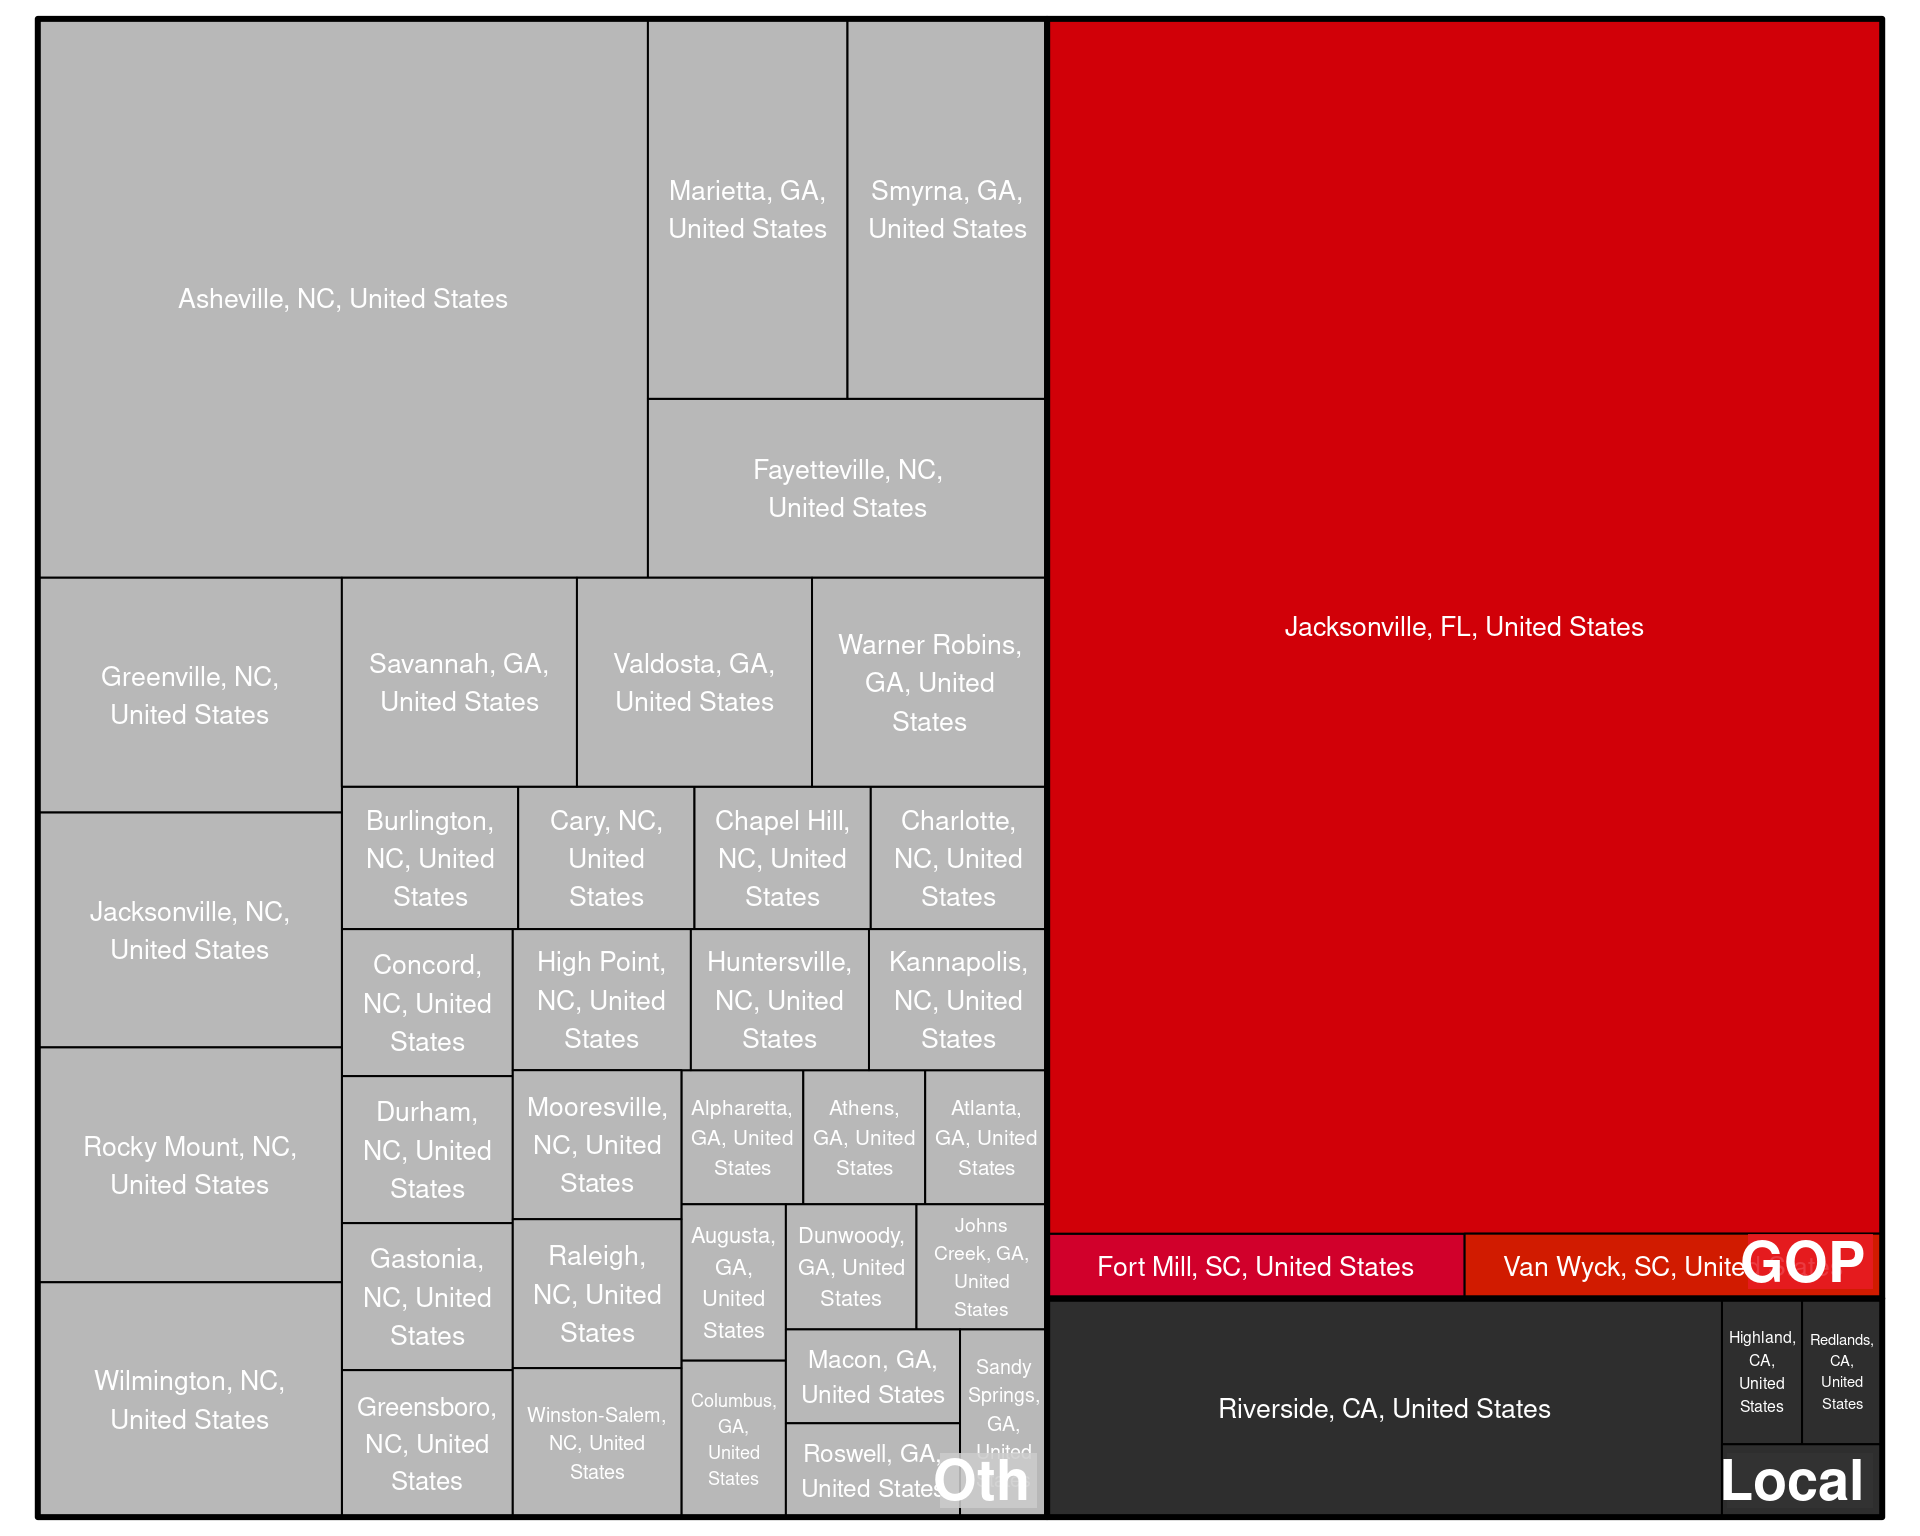 Asheville, NC, United States
Marietta, GA,
United States
Smyrna, GA,
United States
Fayetteville, NC,
United States
Greenville, NC,
United States
Savannah, GA,
United States
Valdosta, GA,
United States
Warner Robins,
GA, United
States
Jacksonville, NC,
United States
Burlington,
NC, United
States
Cary, NC,
United
States
Chapel Hill,
NC, United
States
Charlotte,
NC, United
States
Concord,
NC, United
States
High Point,
NC, United
States
Huntersville,
NC, United
States
Kannapolis,
NC, United
States
Rocky Mount, NC,
United States
Durham,
NC, United
States
Mooresville,
NC, United
States
Alpharetta,
GA, United
States
Athens,
GA, United
States
Atlanta,
GA, United
States
Gastonia,
NC, United
States
Raleigh,
NC, United
States
Augusta,
GA,
United
States
Dunwoody,
GA, United
States
Johns
Creek, GA,
United
States
Wilmington, NC,
United States
Greensboro,
NC, United
States
Winston-Salem,
NC, United
States
Columbus,
GA,
United
States
Macon, GA,
United States
Roswell, GA,
United States
Sandy
Springs,
GA,
United
Oth
Jacksonville, FL, United States
Fort Mill, SC, United States
Van Wyck, SC, United States
GOP
Riverside, CA, United States
Highland,
CA,
United
States
Redlands,
CA,
United
States
Local